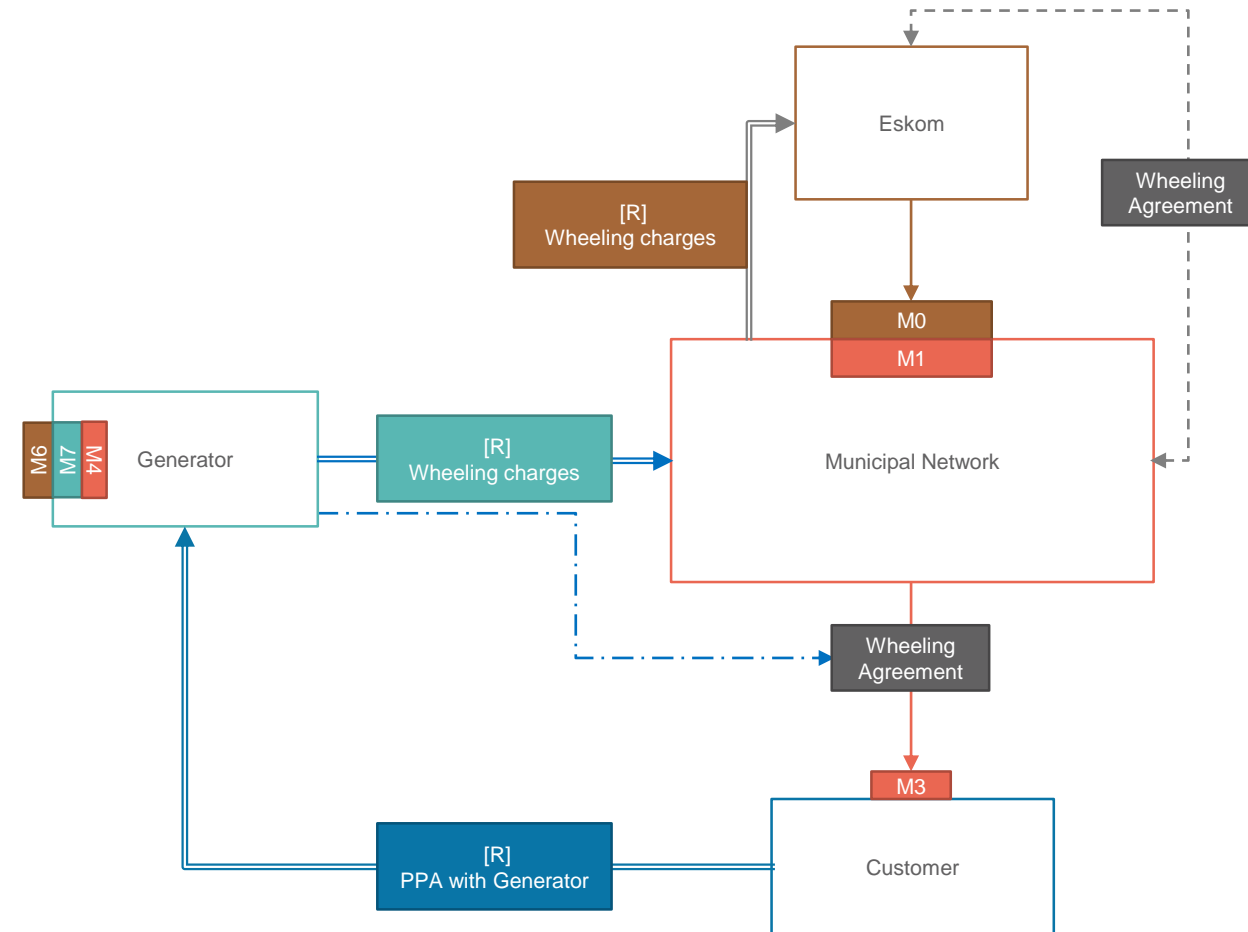 Eskom
Wheeling
Agreement
[R]
Wheeling charges
M0
M1
M6
M7
M4
Generator
[R]
Wheeling charges
Municipal Network
Wheeling
Agreement
M3
[R]
PPA with Generator
Customer